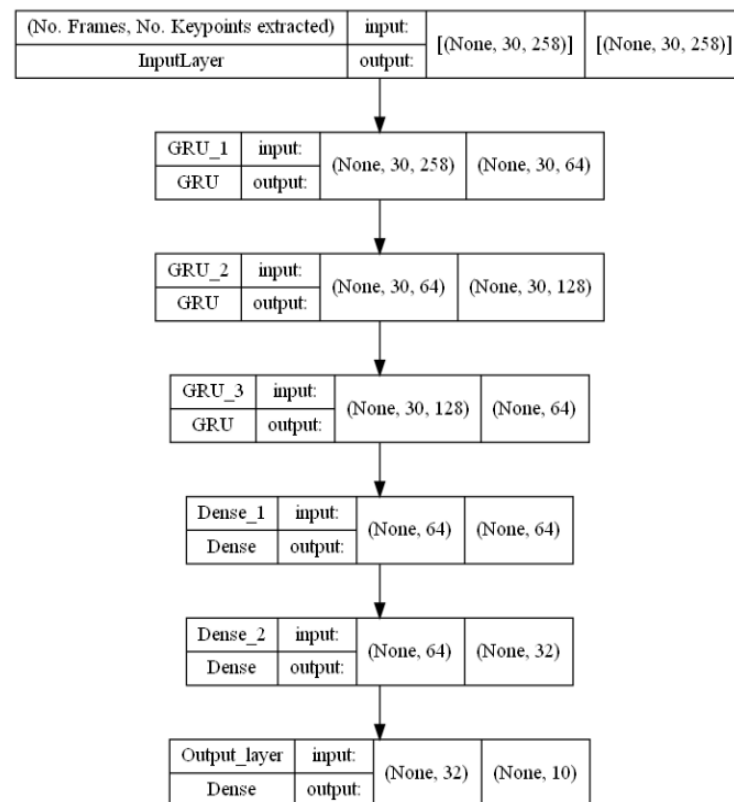 (No. Frames, No. Keypoints extracted) input: [(None, 30, 258)] [(None, 30, 258)]
InputLayer output:
GRU_1 input: (None, 30, 258) (None, 30, 64)
GRU output:
GRU_2 input: (None, 30, 64) (None, 30, 128)
GRU output:
GRU_3 input: (None, 30, 128) (None, 64)
GRU output:
Dense_1 input: (None, 64) (None, 64)
Dense output:
Dense_2 input: (None, 64) (None, 32)
Dense output:
Output_layer input: (None, 32) (None, 10)
Dense output: